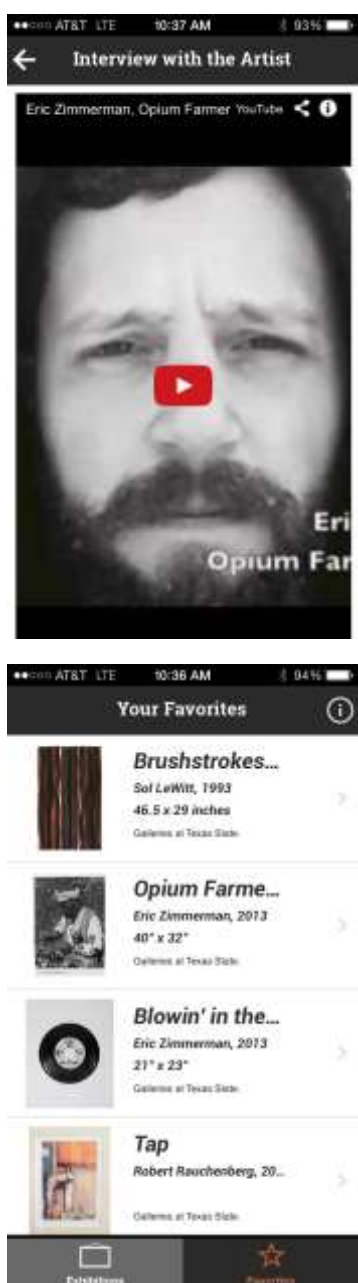 AT&T LTE 10:37 AM 93%
Interview with the Artist
Eric Zimmerman, Opium Farmer YouTube
Eri
Opium Far
AT&T LTE 10:36 AM 94%
Your Favorites
Brushstrokes...
Sol LeWitt, 1993
46.5 x 29 inches
Galleries at Texas State
Opium Farme...
Eric Zimmerman, 2013
40" x 32"
Galleries at Texas State
Blowin' in the...
Eric Zimmerman, 2013
21" x 23"
Galleries at Texas State
Tap
Robert Rauchenberg, 20...
Galleries at Texas State
Exhibitions Favorites